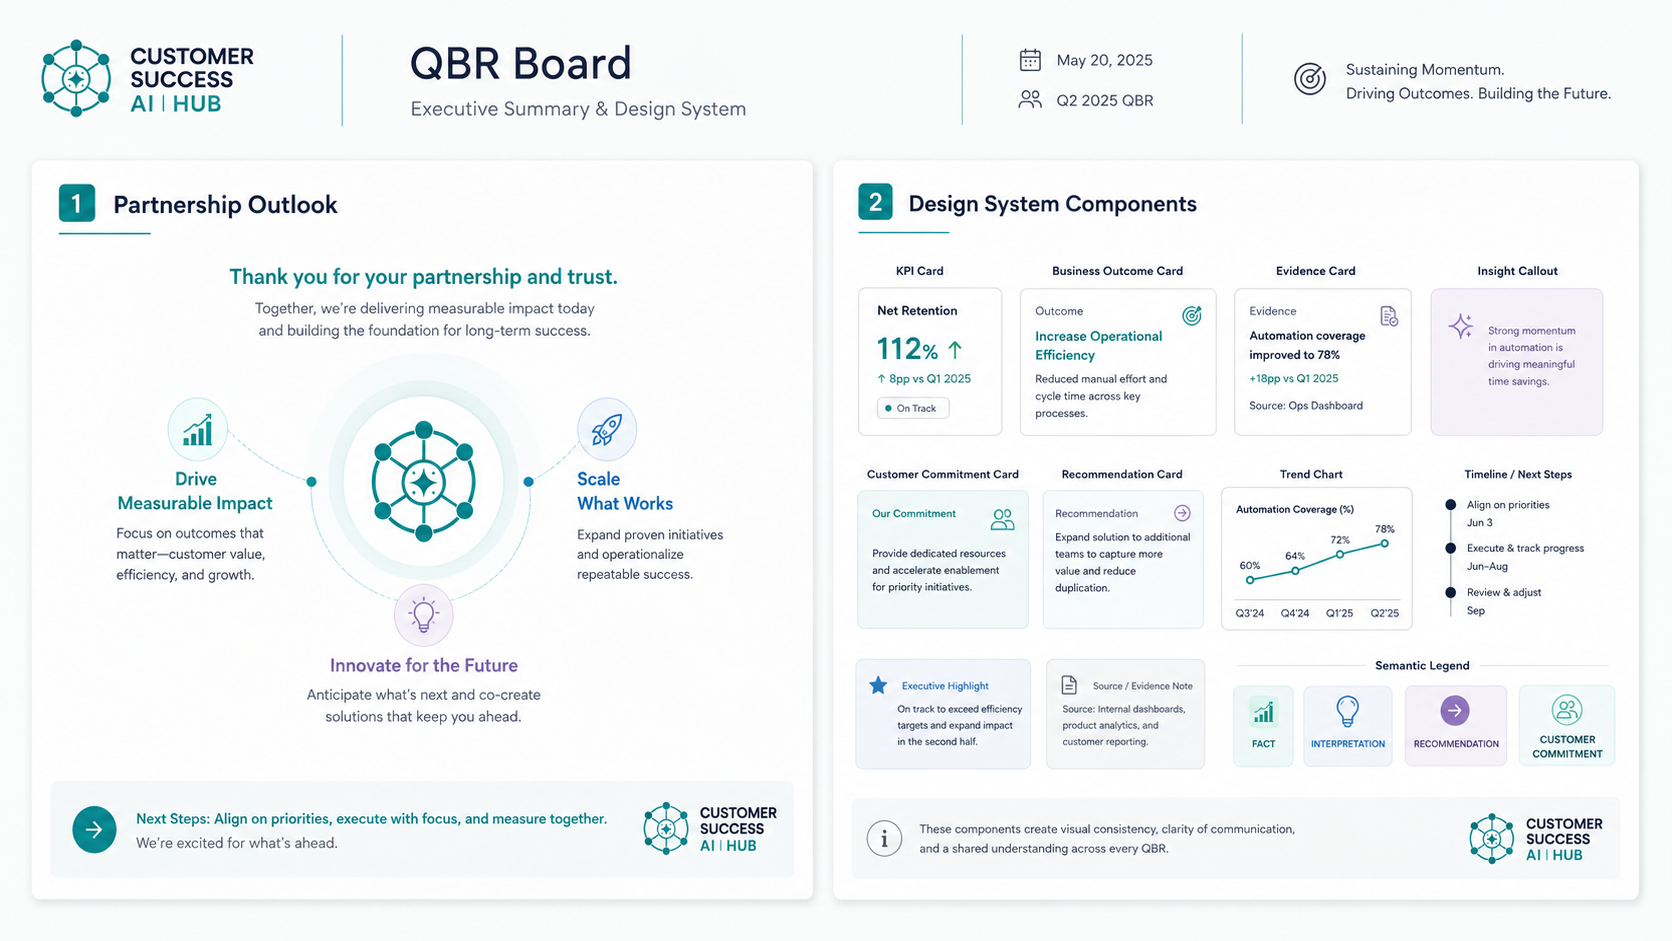 CUSTOMER
SUCCESS
AI | HUB
QBR Board
Executive Summary & Design System
May 20, 2025
Q2 2025 QBR
Sustaining Momentum.
Driving Outcomes. Building the Future.
1
Partnership Outlook
Thank you for your partnership and trust.
Together, we’re delivering measurable impact today
and building the foundation for long-term success.
Drive
Measurable Impact
Focus on outcomes that
matter—customer value,
efficiency, and growth.
Scale
What Works
Expand proven initiatives
and operationalize
repeatable success.
Innovate for the Future
Anticipate what’s next and co-create
solutions that keep you ahead.
Next Steps: Align on priorities, execute with focus, and measure together.
We’re excited for what’s ahead.
CUSTOMER
SUCCESS
AI | HUB
2
Design System Components
KPI Card
Net Retention
112% ↑
↑ 8pp vs Q1 2025
On Track
Business Outcome Card
Outcome
Increase Operational
Efficiency
Reduced manual effort and
cycle time across key
processes.
Evidence Card
Evidence
Automation coverage
improved to 78%
+18pp vs Q1 2025
Source: Ops Dashboard
Insight Callout
Strong momentum
in automation is
driving meaningful
time savings.
Customer Commitment Card
Our Commitment
Provide dedicated resources
and accelerate enablement
for priority initiatives.
Recommendation Card
Recommendation
Expand solution to additional
teams to capture more
value and reduce
duplication.
Trend Chart
Automation Coverage (%)
60%
64%
72%
78%
Q3'24
Q4'24
Q1'25
Q2'25
Timeline / Next Steps
Align on priorities
Jun 3
Execute & track progress
Jun–Aug
Review & adjust
Sep
Executive Highlight
On track to exceed efficiency
targets and expand impact
in the second half.
Source / Evidence Note
Source: Internal dashboards,
product analytics, and
customer reporting.
Semantic Legend
FACT
INTERPRETATION
RECOMMENDATION
CUSTOMER
COMMITMENT
i
These components create visual consistency, clarity of communication,
and a shared understanding across every QBR.
CUSTOMER
SUCCESS
AI | HUB